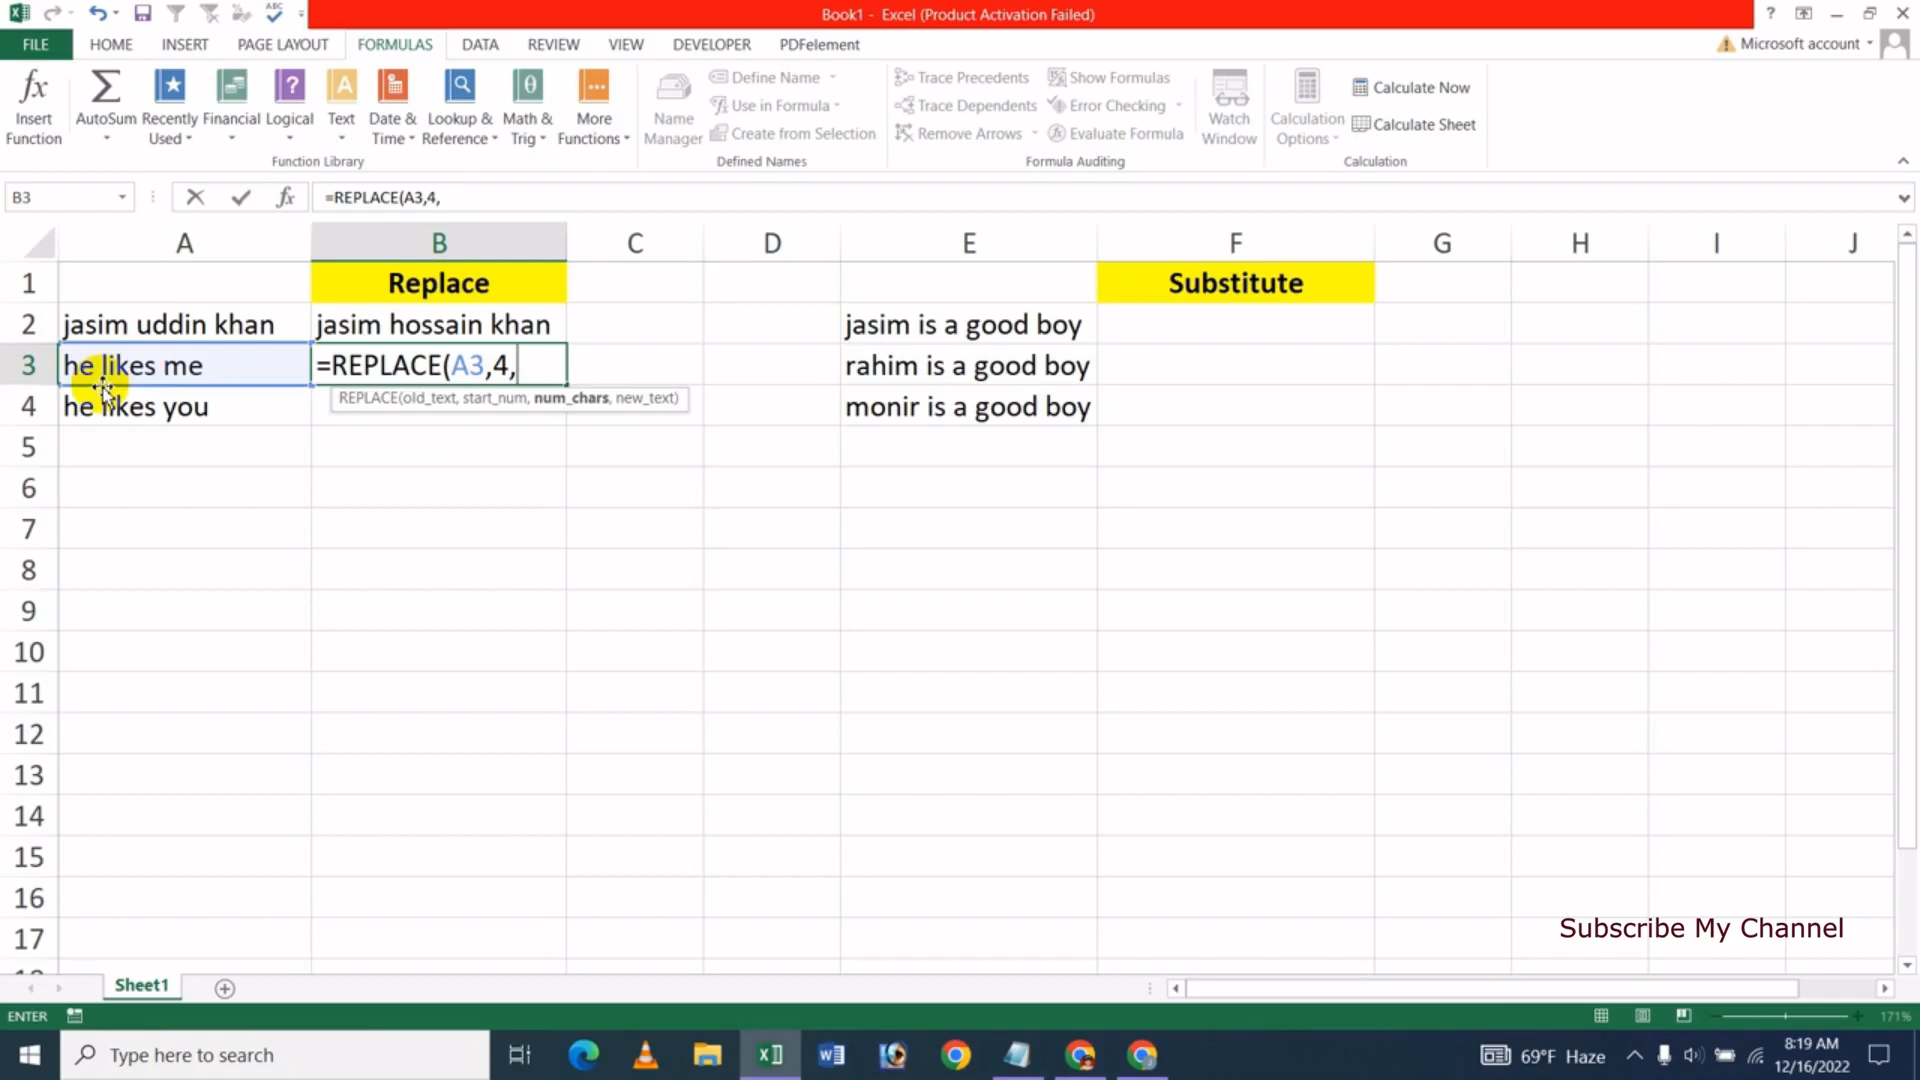 Book1 - Excel (Product Activation Failed)
FILE HOME INSERT PAGE LAYOUT FORMULAS DATA REVIEW VIEW DEVELOPER PDFelement Microsoft account
Insert Function
AutoSum
Recently Used
Financial
Logical
Text
Date & Time
Lookup & Reference
Math & Trig
More Functions
Function Library
Name Manager
Define Name
Use in Formula
Create from Selection
Defined Names
Trace Precedents
Trace Dependents
Remove Arrows
Show Formulas
Error Checking
Evaluate Formula
Formula Auditing
Watch Window
Calculation Options
Calculate Now
Calculate Sheet
Calculation
B3 fx =REPLACE(A3,4,
A B C D E F G H I J
1 Replace Substitute
2 jasim uddin khan jasim hossain khan jasim is a good boy
3 he likes me =REPLACE(A3,4, rahim is a good boy
REPLACE(old_text, start_num, num_chars, new_text)
4 he likes you monir is a good boy
5
6
7
8
9
10
11
12
13
14
15
16
17
Subscribe My Channel
Sheet1
ENTER 171%
Type here to search
69°F Haze
8:19 AM
12/16/2022